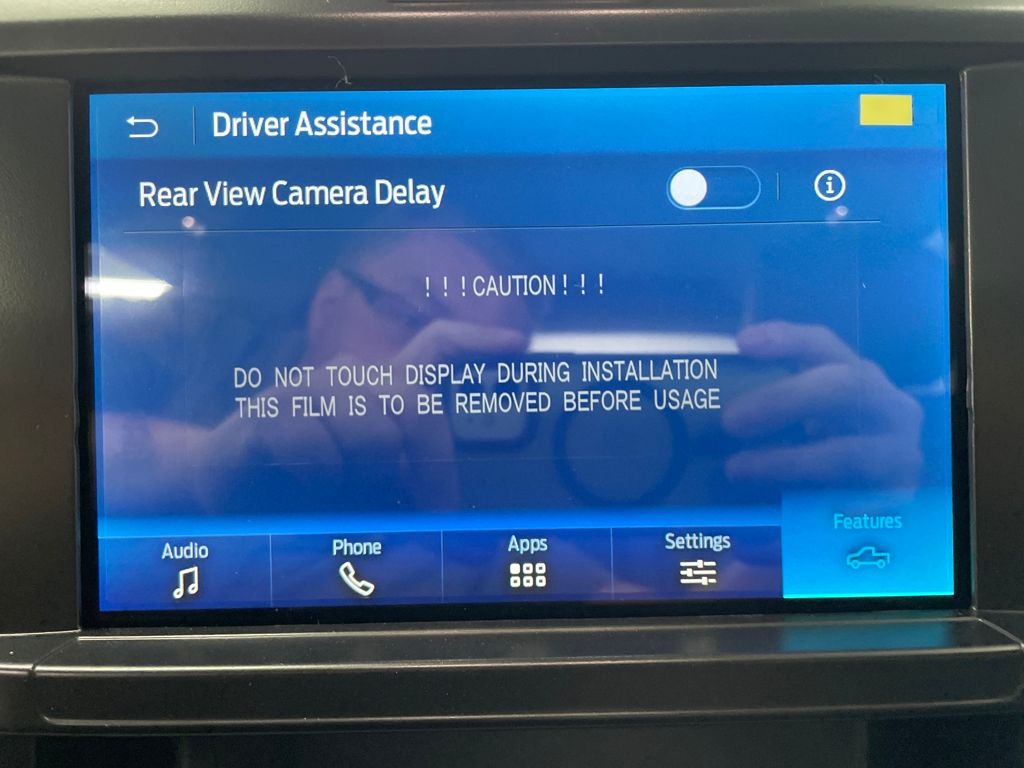 Driver Assistance
Rear View Camera Delay
!!!CAUTION!!!
DO NOT TOUCH DISPLAY DURING INSTALLATION
THIS FILM IS TO BE REMOVED BEFORE USAGE
Audio
Phone
Apps
Settings
Features